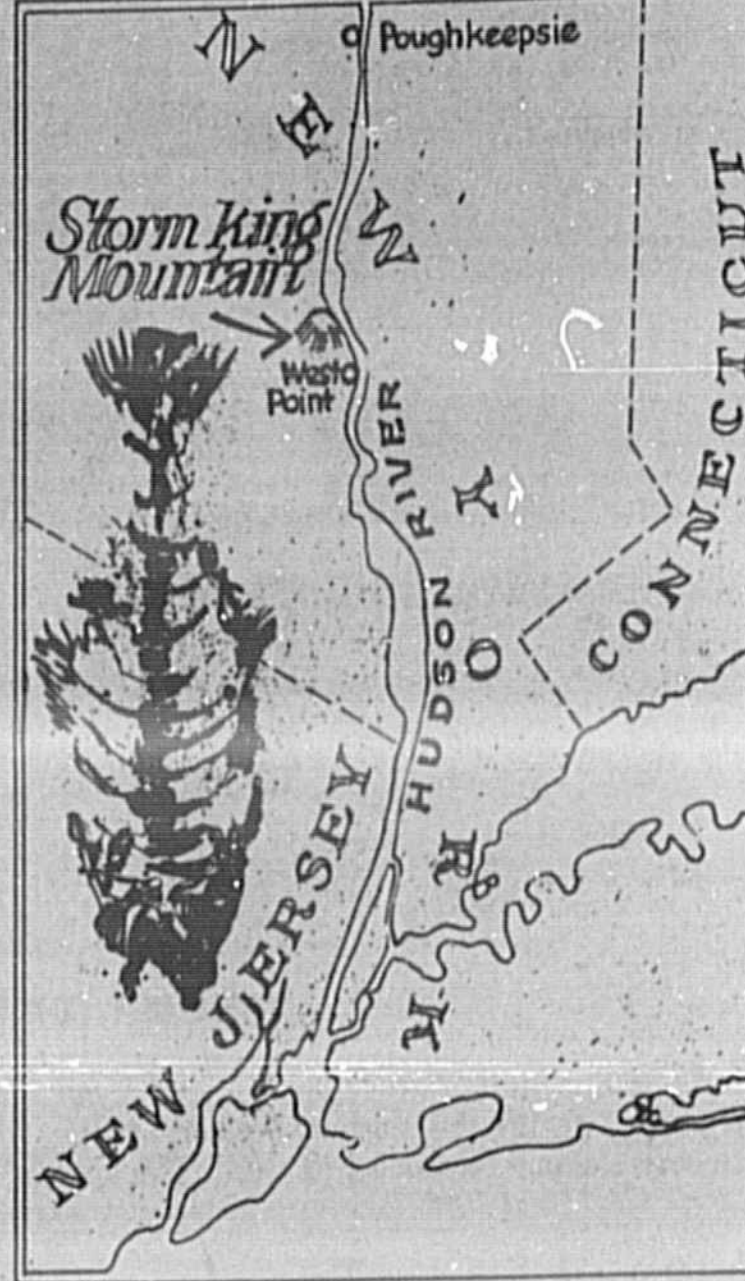 Poughkeepsie
NEW YORK
Storm King
Mountain
West
Point
HUDSON RIVER
CONNECTICUT
NEW JERSEY